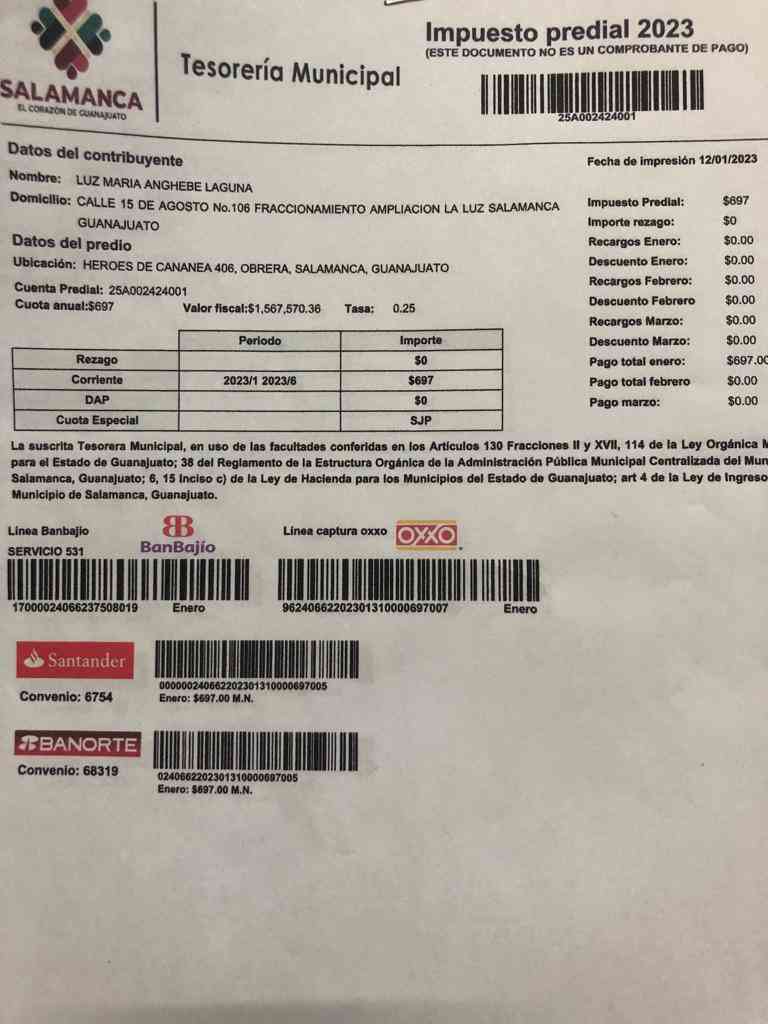 SALAMANCA
EL CORAZÓN DE GUANAJUATO
Tesorería Municipal
Impuesto predial 2023
(ESTE DOCUMENTO NO ES UN COMPROBANTE DE PAGO)
25A002424001
Datos del contribuyente
Fecha de impresión 12/01/2023
Nombre: LUZ MARIA ANGHEBE LAGUNA
Domicilio: CALLE 15 DE AGOSTO No.106 FRACCIONAMIENTO AMPLIACION LA LUZ SALAMANCA
GUANAJUATO
Datos del predio
Ubicación: HEROES DE CANANEA 406, OBRERA, SALAMANCA, GUANAJUATO
Cuenta Predial: 25A002424001
Cuota anual:$697 Valor fiscal:$1,567,570.36 Tasa: 0.25
Impuesto Predial: $697
Importe rezago: $0
Recargos Enero: $0.00
Descuento Enero: $0.00
Recargos Febrero: $0.00
Descuento Febrero $0.00
Recargos Marzo: $0.00
Descuento Marzo: $0.00
Pago total enero: $697.00
Pago total febrero $0.00
Pago marzo: $0.00
Periodo Importe
Rezago $0
Corriente 2023/1 2023/6 $697
DAP $0
Cuota Especial SJP
La suscrita Tesorera Municipal, en uso de las facultades conferidas en los Artículos 130 Fracciones II y XVII, 114 de la Ley Orgánica M
para el Estado de Guanajuato; 38 del Reglamento de la Estructura Orgánica de la Administración Pública Municipal Centralizada del Mun
Salamanca, Guanajuato; 6, 15 Inciso c) de la Ley de Hacienda para los Municipios del Estado de Guanajuato; art 4 de la Ley de Ingreso
Municipio de Salamanca, Guanajuato.
Linea Banbajio
SERVICIO 531
BanBajío
Linea captura oxxo
OXXO
17000024066237508019 Enero
96240662202301310000697007 Enero
Santander
Convenio: 6754
000000240662202301310000697005
Enero: $697.00 M.N.
BANORTE
Convenio: 68319
0240662202301310000697005
Enero: $697.00 M.N.